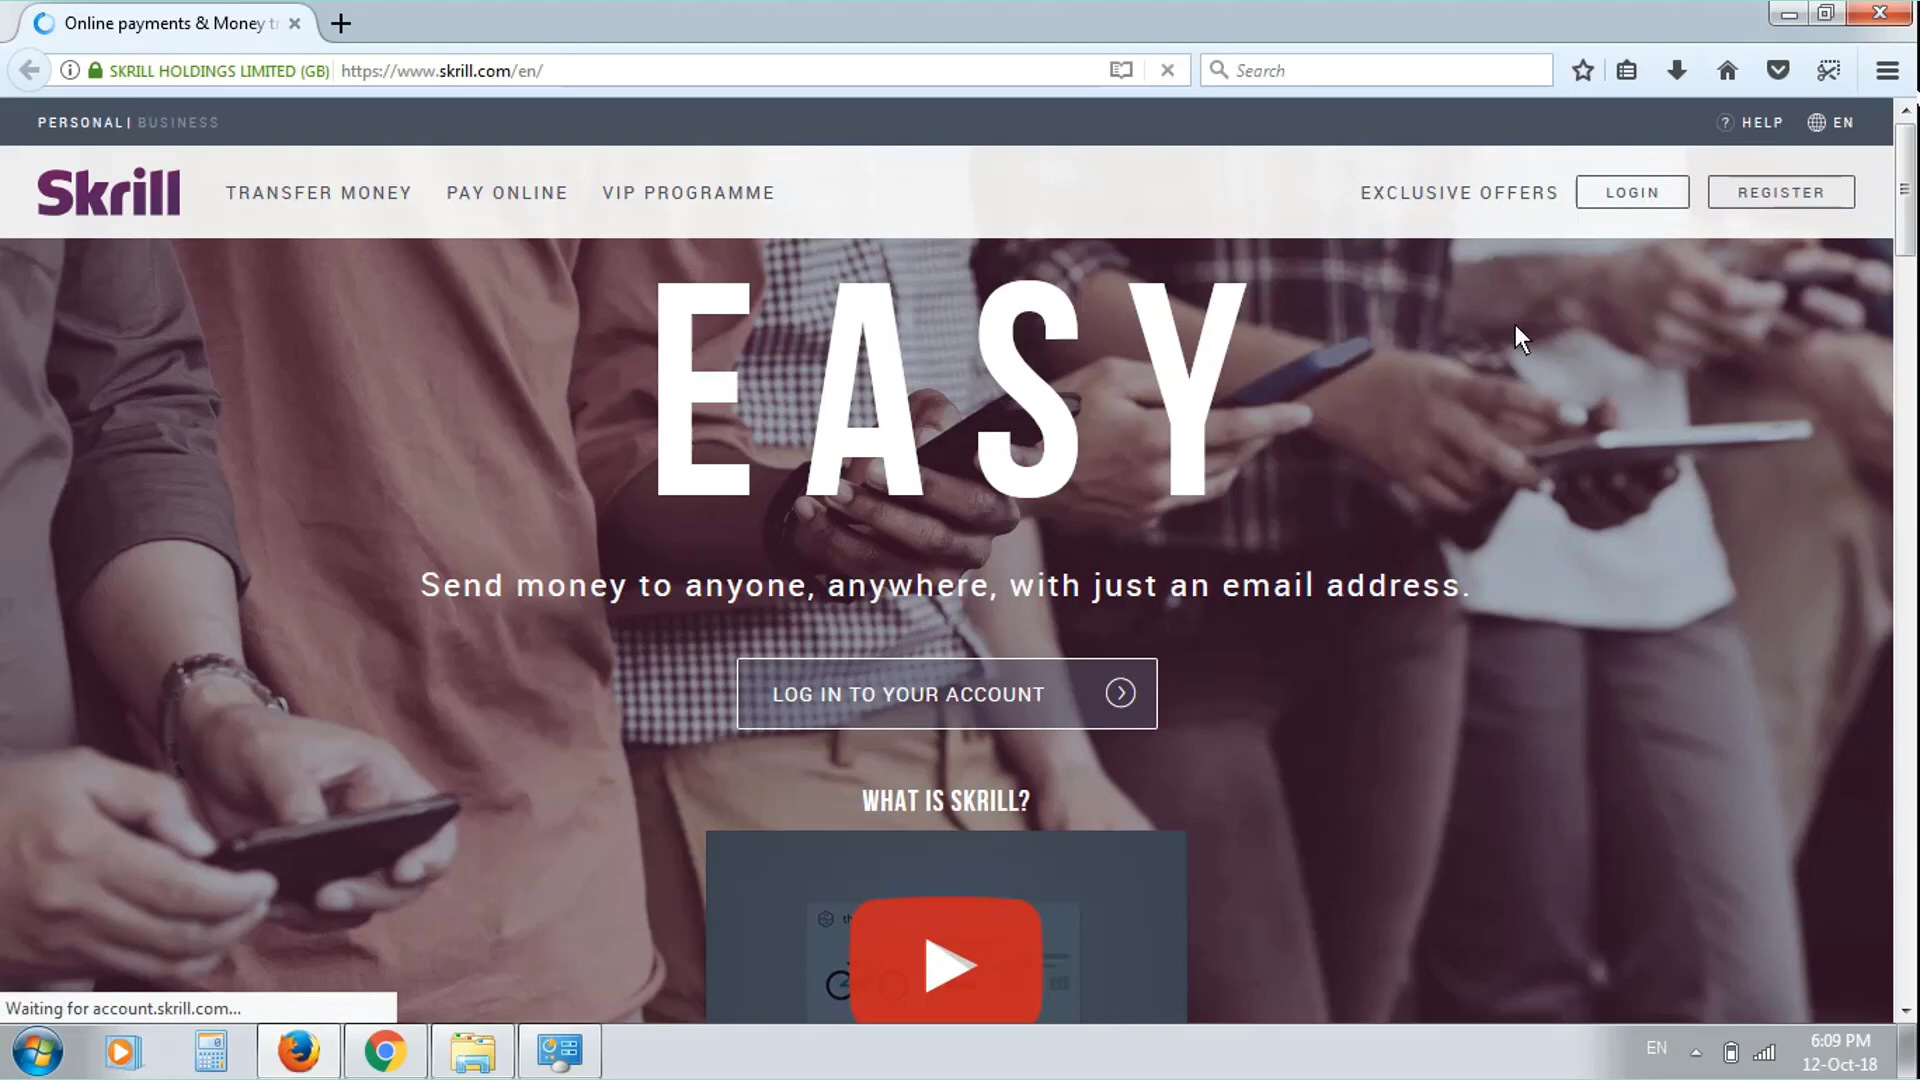 Online payments & Money tr
SKRILL HOLDINGS LIMITED (GB) https://www.skrill.com/en/
Search
PERSONAL | BUSINESS
HELP EN
Skrill TRANSFER MONEY PAY ONLINE VIP PROGRAMME EXCLUSIVE OFFERS LOGIN REGISTER
EASY
Send money to anyone, anywhere, with just an email address.
LOG IN TO YOUR ACCOUNT
WHAT IS SKRILL?
Waiting for account.skrill.com...
EN
6:09 PM
12-Oct-18